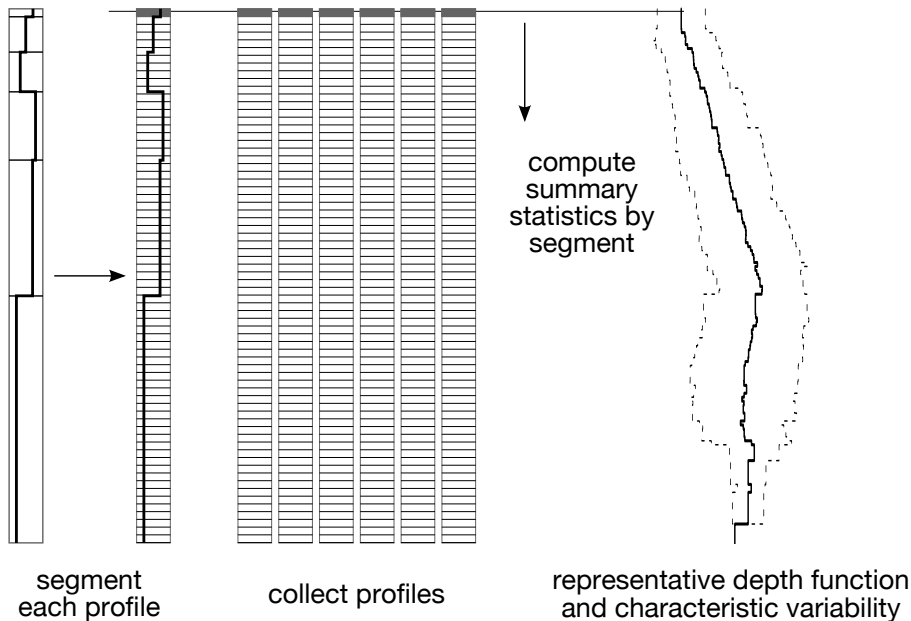 compute
summary
statistics by
segment
segment
each profile
collect profiles
representative depth function
and characteristic variability